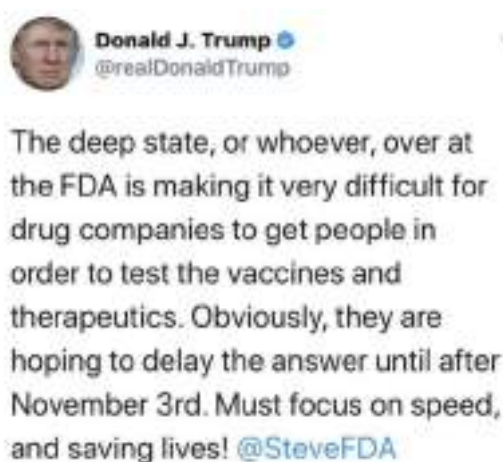 Donald J. Trump
@realDonaldTrump
The deep state, or whoever, over at
the FDA is making it very difficult for
drug companies to get people in
order to test the vaccines and
therapeutics. Obviously, they are
hoping to delay the answer until after
November 3rd. Must focus on speed,
and saving lives! @SteveFDA